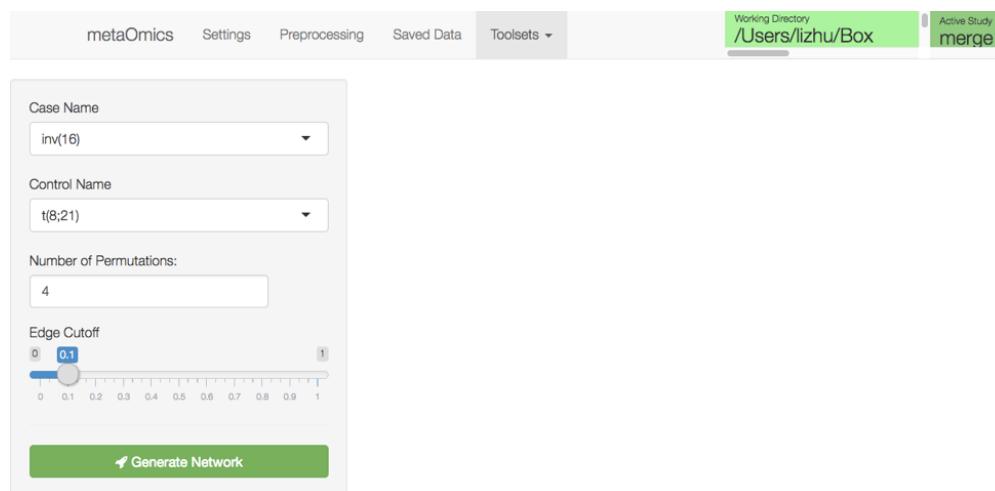 metaOmics Settings Preprocessing Saved Data Toolsets
Working Directory
/Users/lizhu/Box
Active Study
merge
Case Name
inv(16)
Control Name
t(8;21)
Number of Permutations:
4
Edge Cutoff
0 0.1 1
0 0.1 0.2 0.3 0.4 0.5 0.6 0.7 0.8 0.9 1
Generate Network